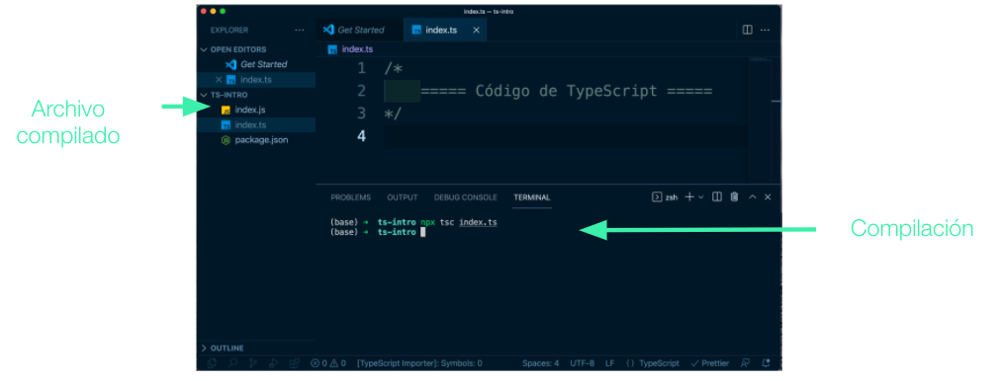 index.ts — ts-intro
EXPLORER ...
Get Started
index.ts
OPEN EDITORS
Get Started
index.ts
TS-INTRO
index.js
index.ts
package.json
OUTLINE
index.ts
1 /*
2 ===== Código de TypeScript =====
3 */
4
PROBLEMS OUTPUT DEBUG CONSOLE TERMINAL
zsh
(base) → ts-intro npx tsc index.ts
(base) → ts-intro
0 0 [TypeScript Importer]: Symbols: 0 Spaces: 4 UTF-8 LF {} TypeScript Prettier
Archivo
compilado
Compilación